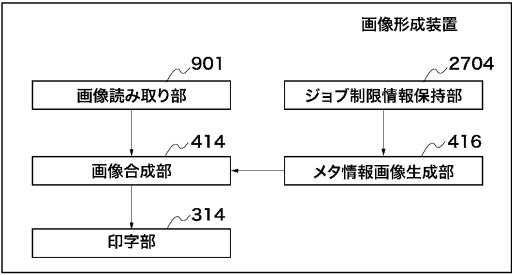 画像形成装置
901
2704
画像読み取り部
ジョブ制限情報保持部
414
416
画像合成部
メタ情報画像生成部
314
印字部